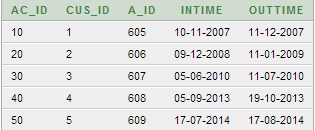 AC_ID CUS_ID A_ID INTIME OUTTIME
10 1 605 10-11-2007 11-12-2007
20 2 606 09-12-2008 11-01-2009
30 3 607 05-06-2010 11-07-2010
40 4 608 05-09-2013 19-10-2013
50 5 609 17-07-2014 17-08-2014